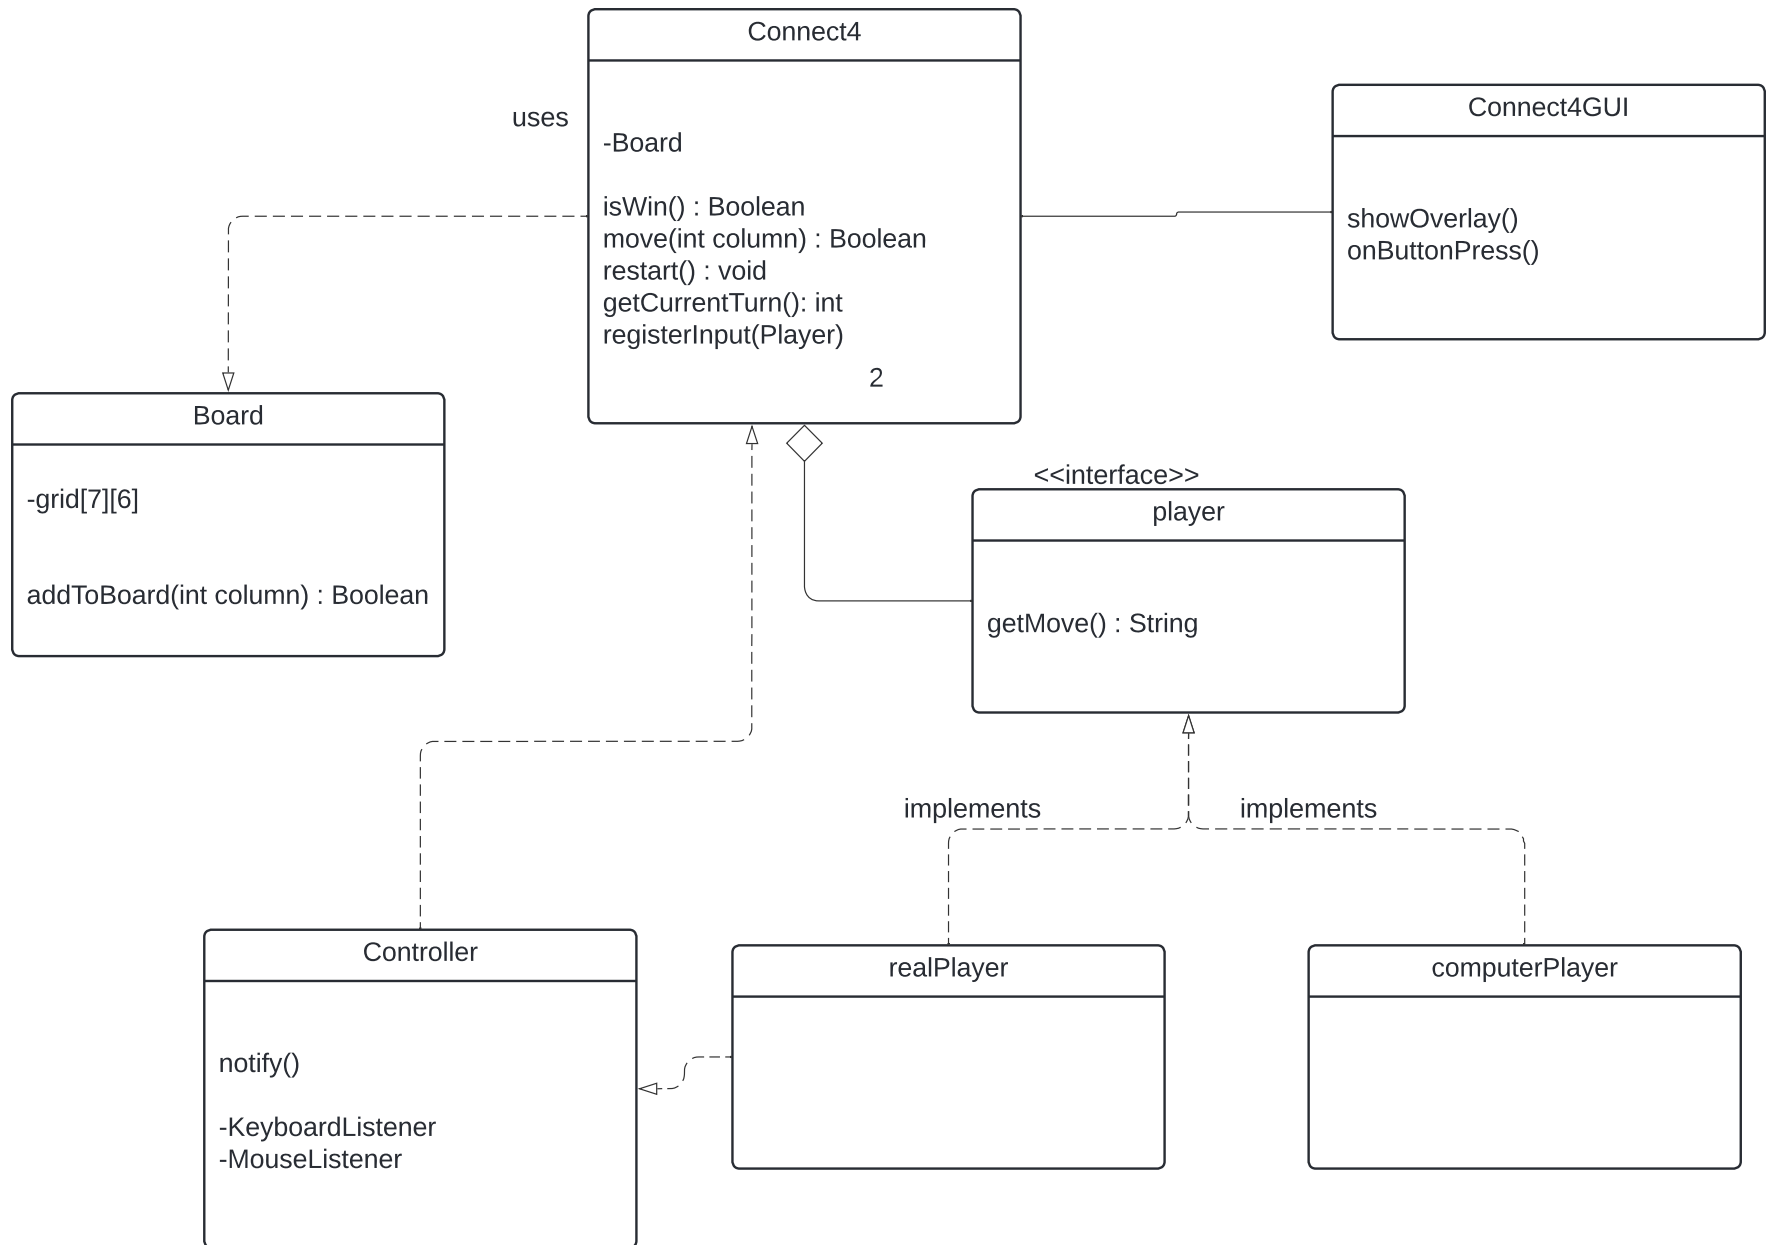 Connect4
uses
-Board
isWin() : Boolean
move(int column) : Boolean
restart() : void
getCurrentTurn(): int
registerInput(Player)
2
Connect4GUI
showOverlay()
onButtonPress()
Board
-grid[7][6]
addToBoard(int column) : Boolean
<<interface>>
player
getMove() : String
implements
implements
Controller
notify()
-KeyboardListener
-MouseListener
realPlayer
computerPlayer